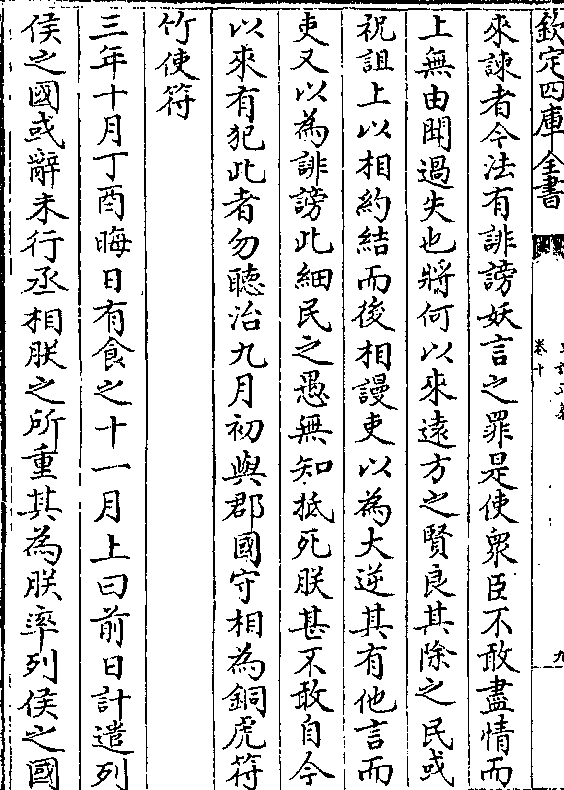 欽定四庫全書
卷十
九
來諫者今法有誹謗妖言之罪是使衆臣不敢盡情而
上無由聞過失也將何以來遠方之賢良其除之民或
祝詛上以相約結而後相謾吏以為大逆其有他言而
吏又以為誹謗此細民之愚無知抵死朕甚不敢自今
以來有犯此者勿聽治九月初與郡國守相為銅虎符
竹使符
三年十月丁酉晦日有食之十一月上曰前日計遣列
侯之國或辭未行丞相朕之所重其為朕率列侯之國